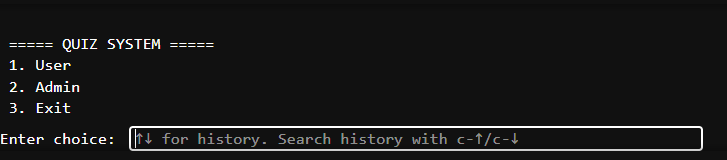 ===== QUIZ SYSTEM =====
1. User
2. Admin
3. Exit
Enter choice: ↑↓ for history. Search history with c-↑/c-↓